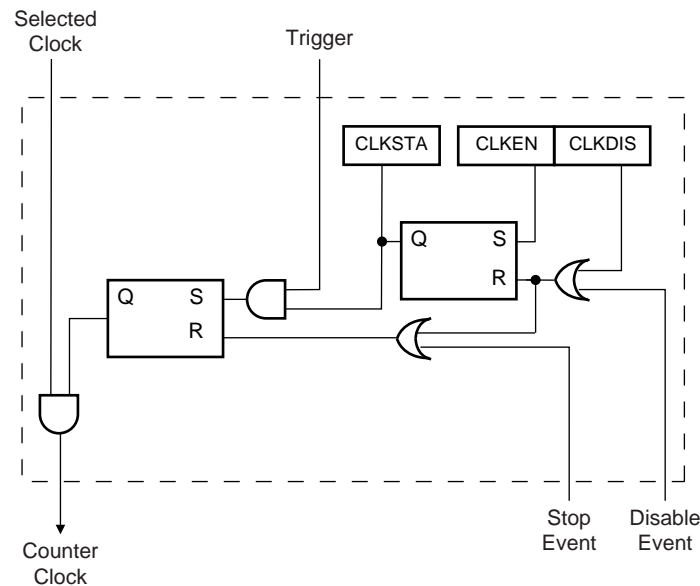 Selected
Clock
Trigger
CLKSTA
CLKEN
CLKDIS
Q
S
R
Q
S
R
Counter
Clock
Stop
Event
Disable
Event